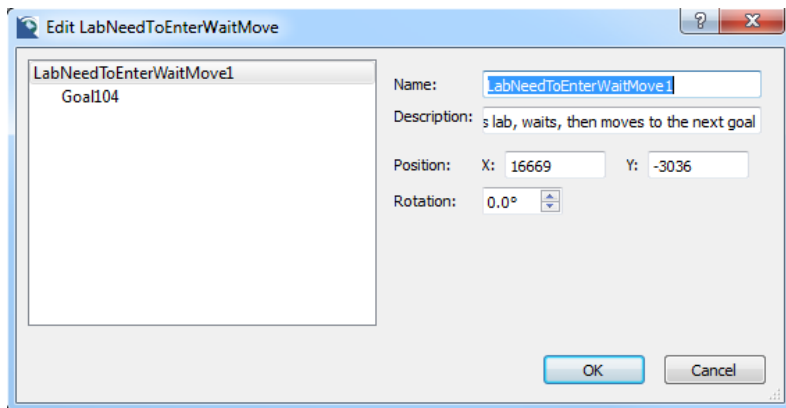 Edit LabNeedToEnterWaitMove
LabNeedToEnterWaitMove1
Goal104
Name: LabNeedToEnterWaitMove1
Description: s lab, waits, then moves to the next goal
Position: X: 16669 Y: -3036
Rotation: 0.0°
OK Cancel